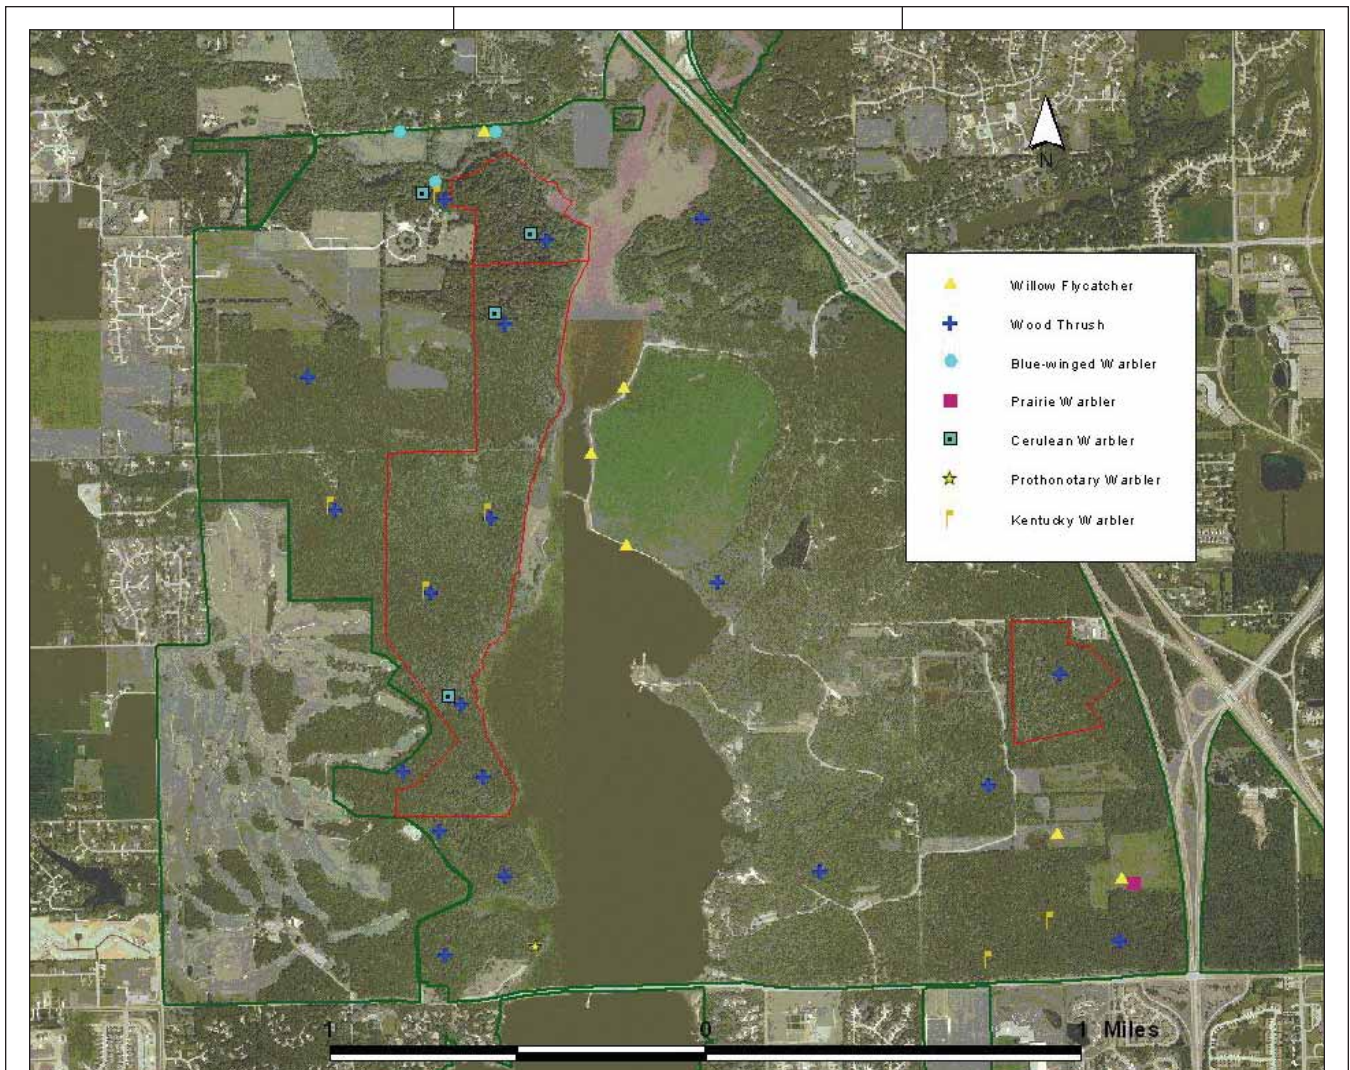 N
Willow Flycatcher
Wood Thrush
Blue-winged Warbler
Prairie Warbler
Cerulean Warbler
Prothonotary Warbler
Kentucky Warbler
1 0 1 Miles